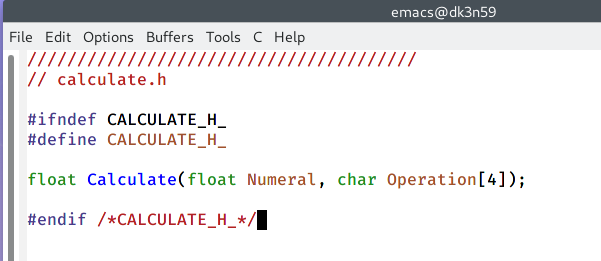 emacs@dk3n59
File Edit Options Buffers Tools C Help
///////////////////////////////////////
// calculate.h
#ifndef CALCULATE_H_
#define CALCULATE_H_
float Calculate(float Numeral, char Operation[4]);
#endif /*CALCULATE_H_*/